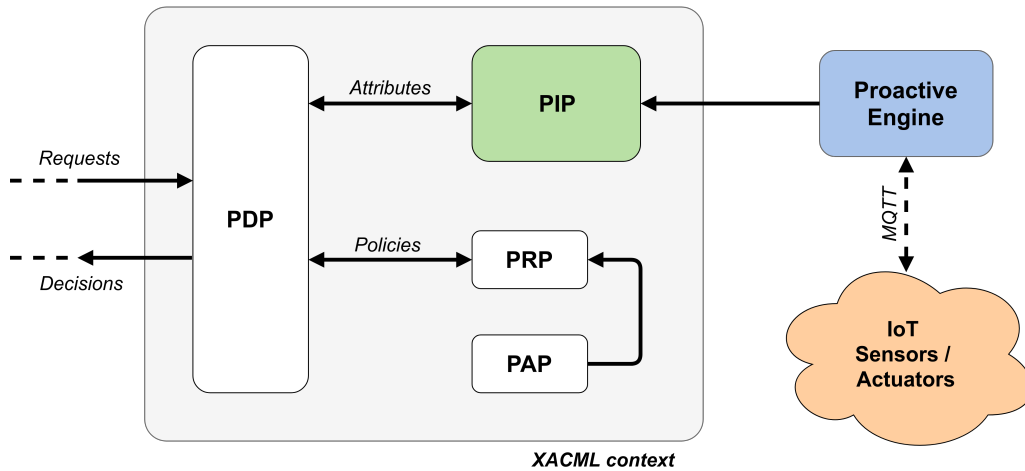 Attributes
PIP
Proactive
Engine
Requests
PDP
MQTT
Policies
PRP
Decisions
IoT
Sensors /
Actuators
PAP
XACML context